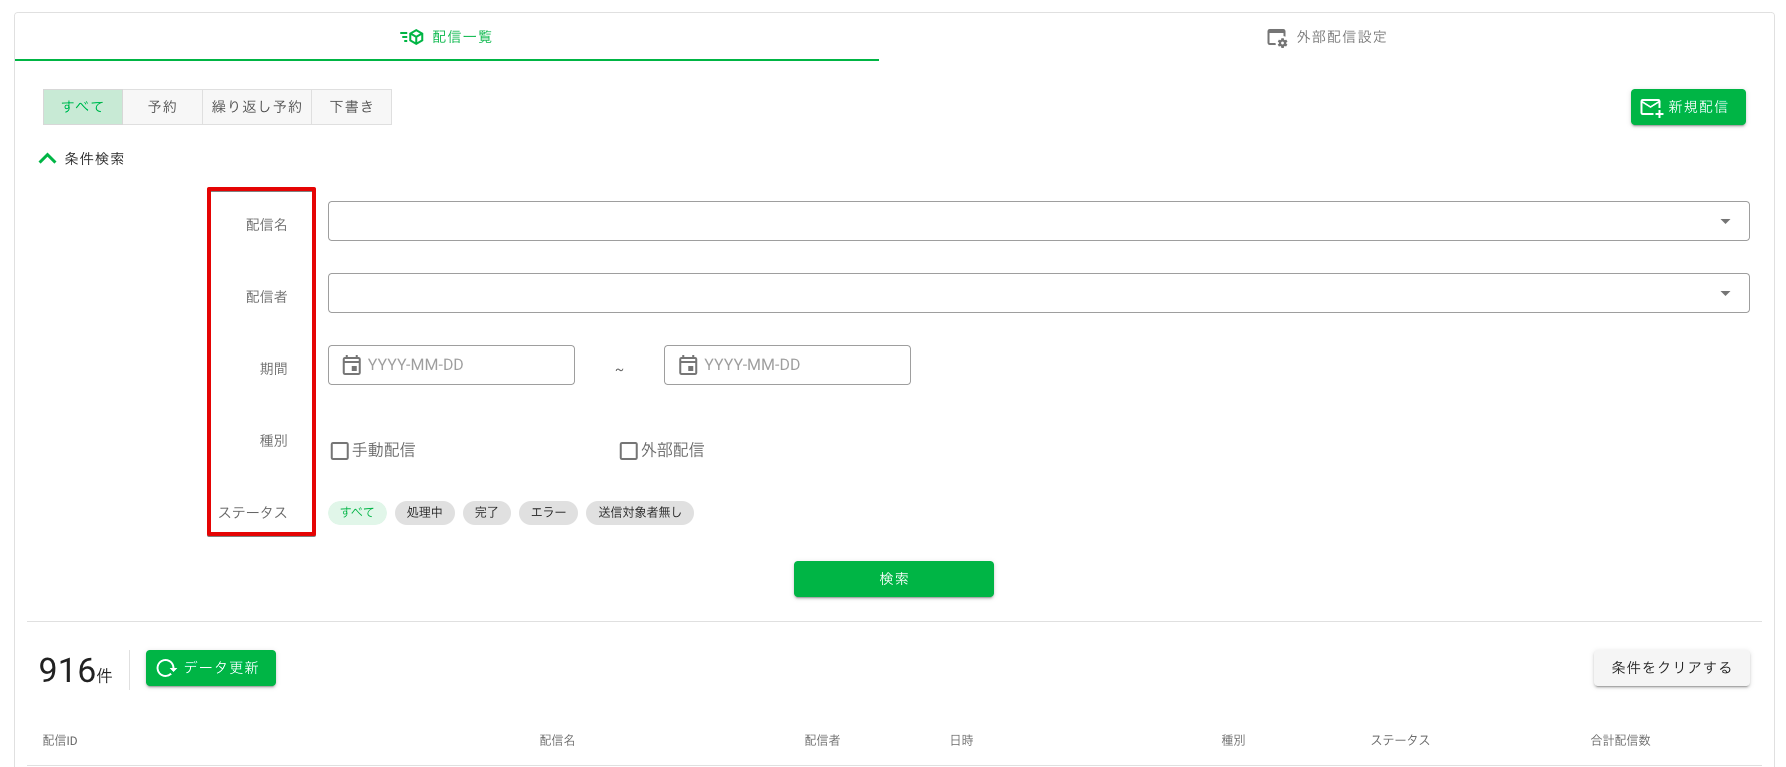 配信一覧
外部配信設定
すべて 予約 繰り返し予約 下書き
新規配信
条件検索
配信名
配信者
期間 YYYY-MM-DD ~ YYYY-MM-DD
種別 手動配信 外部配信
ステータス すべて 処理中 完了 エラー 送信対象者無し
検索
916件 データ更新 条件をクリアする
配信ID 配信名 配信者 日時 種別 ステータス 合計配信数